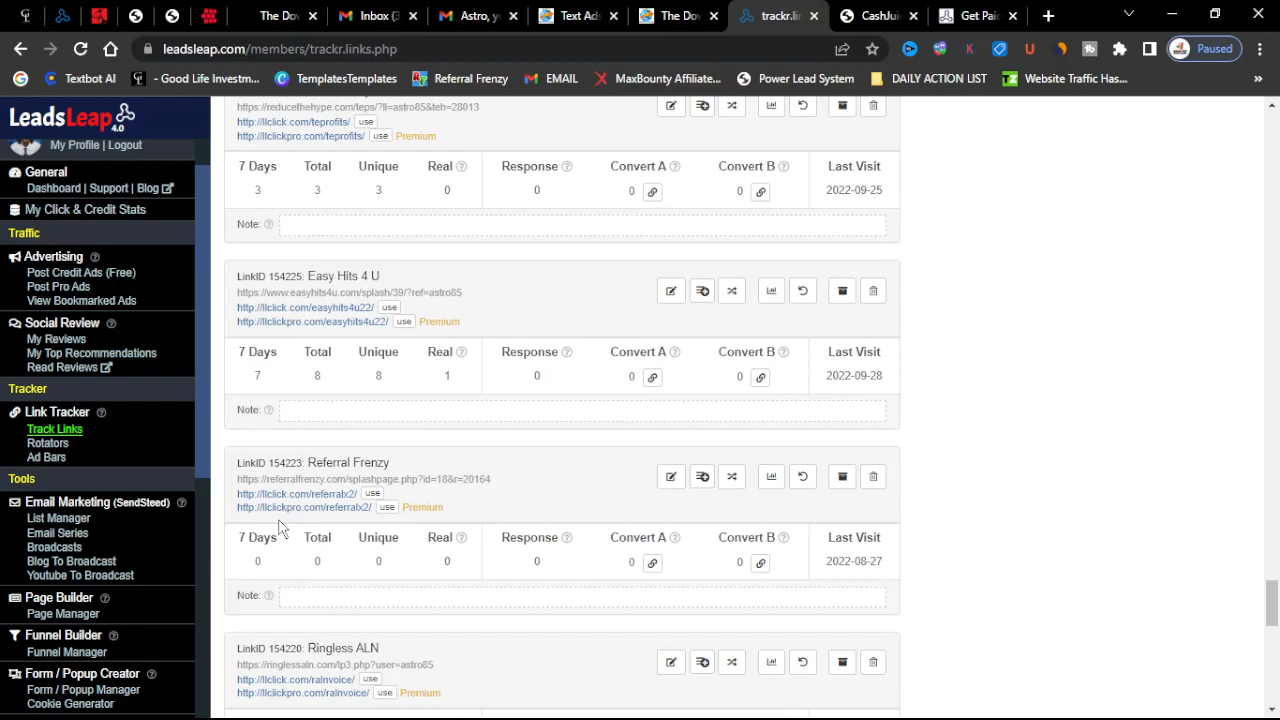 The Dov
Inbox (3
Astro, yo
Text Ads
The Dov
trackr.lin
CashJuic
Get Paid
leadsleap.com/members/trackr.links.php
Paused
Textbot AI
- Good Life Investm...
TemplatesTemplates
Referral Frenzy
EMAIL
MaxBounty Affiliate...
Power Lead System
DAILY ACTION LIST
Website Traffic Has...
LeadsLeap 4.0
My Profile | Logout
General
Dashboard | Support | Blog
My Click & Credit Stats
Traffic
Advertising
Post Credit Ads (Free)
Post Pro Ads
View Bookmarked Ads
Social Review
My Reviews
My Top Recommendations
Read Reviews
Tracker
Link Tracker
Track Links
Rotators
Ad Bars
Tools
Email Marketing (SendSteed)
List Manager
Email Series
Broadcasts
Blog To Broadcast
Youtube To Broadcast
Page Builder
Page Manager
Funnel Builder
Funnel Manager
Form / Popup Creator
Form / Popup Manager
Cookie Generator
https://reducethehype.com/teps/?ll=astro85&teh=28013
http://llclick.com/teprofits/ use
http://llclickpro.com/teprofits/ use Premium
7 Days Total Unique Real Response Convert A Convert B Last Visit
3 3 3 0 0 0 0 2022-09-25
Note:
LinkID 154225: Easy Hits 4 U
https://www.easyhits4u.com/splash/39/?ref=astro85
http://llclick.com/easyhits4u22/ use
http://llclickpro.com/easyhits4u22/ use Premium
7 Days Total Unique Real Response Convert A Convert B Last Visit
7 8 8 1 0 0 0 2022-09-28
Note:
LinkID 154223: Referral Frenzy
https://referralfrenzy.com/splashpage.php?id=18&r=20164
http://llclick.com/referralx2/ use
http://llclickpro.com/referralx2/ use Premium
7 Days Total Unique Real Response Convert A Convert B Last Visit
0 0 0 0 0 0 0 2022-08-27
Note:
LinkID 154220: Ringless ALN
https://ringlessaln.com/lp3.php?user=astro85
http://llclick.com/ralnvoice/ use
http://llclickpro.com/ralnvoice/ use Premium